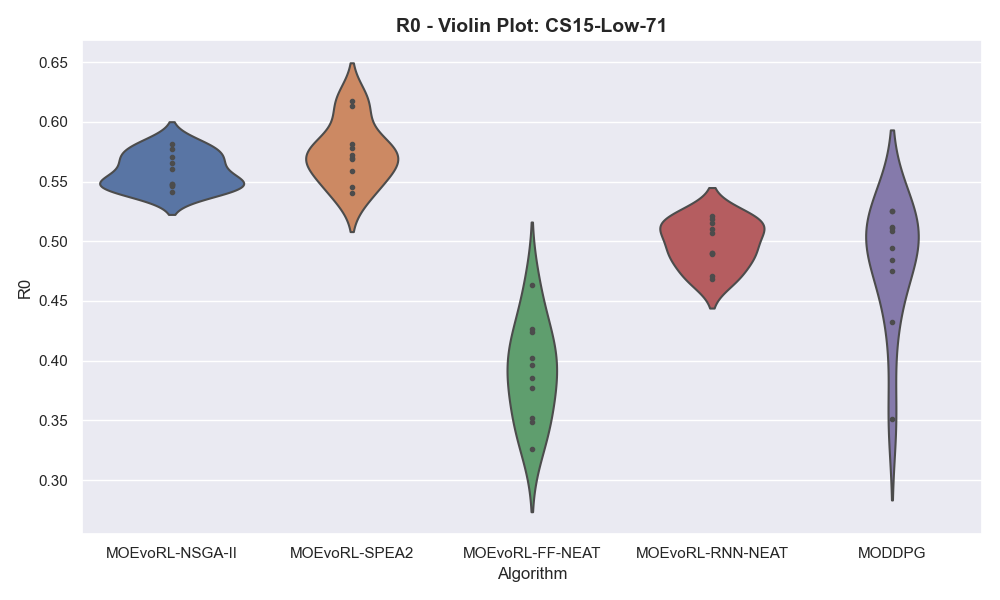 R0 - Violin Plot: CS15-Low-71
0.65
0.60
0.55
0.50
0.45
0.40
0.35
0.30
R0
MOEvoRL-NSGA-II MOEvoRL-SPEA2 MOEvoRL-FF-NEAT MOEvoRL-RNN-NEAT MODDPG
Algorithm